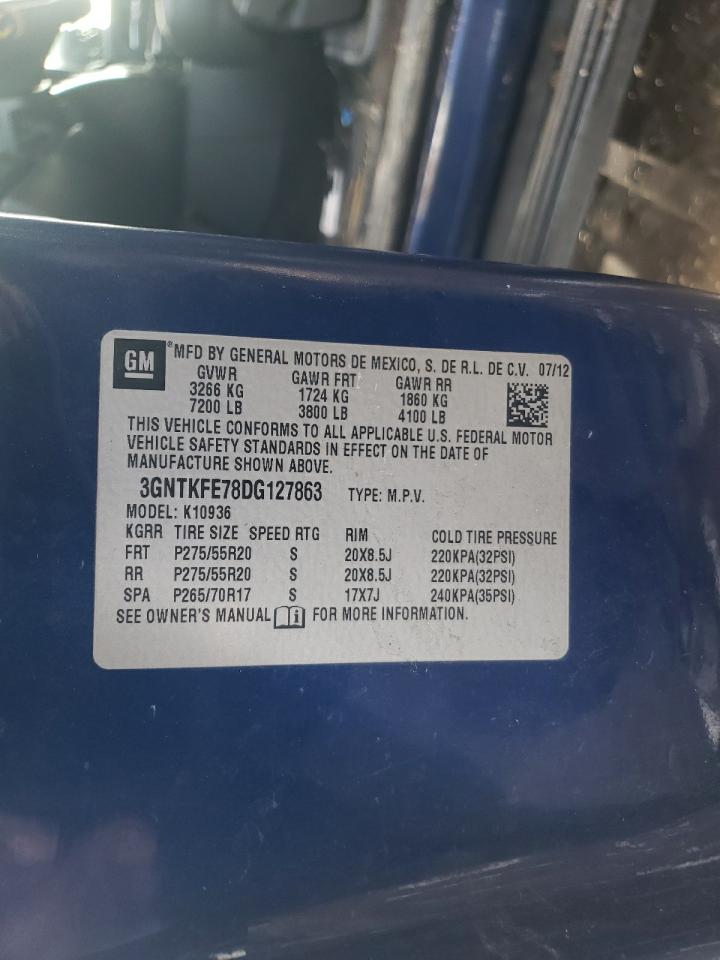 GM ®MFD BY GENERAL MOTORS DE MEXICO, S. DE R.L. DE C.V. 07/12
GVWR GAWR FRT GAWR RR
3266 KG 1724 KG 1860 KG
7200 LB 3800 LB 4100 LB
THIS VEHICLE CONFORMS TO ALL APPLICABLE U.S. FEDERAL MOTOR
VEHICLE SAFETY STANDARDS IN EFFECT ON THE DATE OF
MANUFACTURE SHOWN ABOVE.
3GNTKFE78DG127863 TYPE: M.P.V.
MODEL: K10936
KGRR TIRE SIZE SPEED RTG RIM COLD TIRE PRESSURE
FRT P275/55R20 S 20X8.5J 220KPA(32PSI)
RR P275/55R20 S 20X8.5J 220KPA(32PSI)
SPA P265/70R17 S 17X7J 240KPA(35PSI)
SEE OWNER'S MANUAL i FOR MORE INFORMATION.